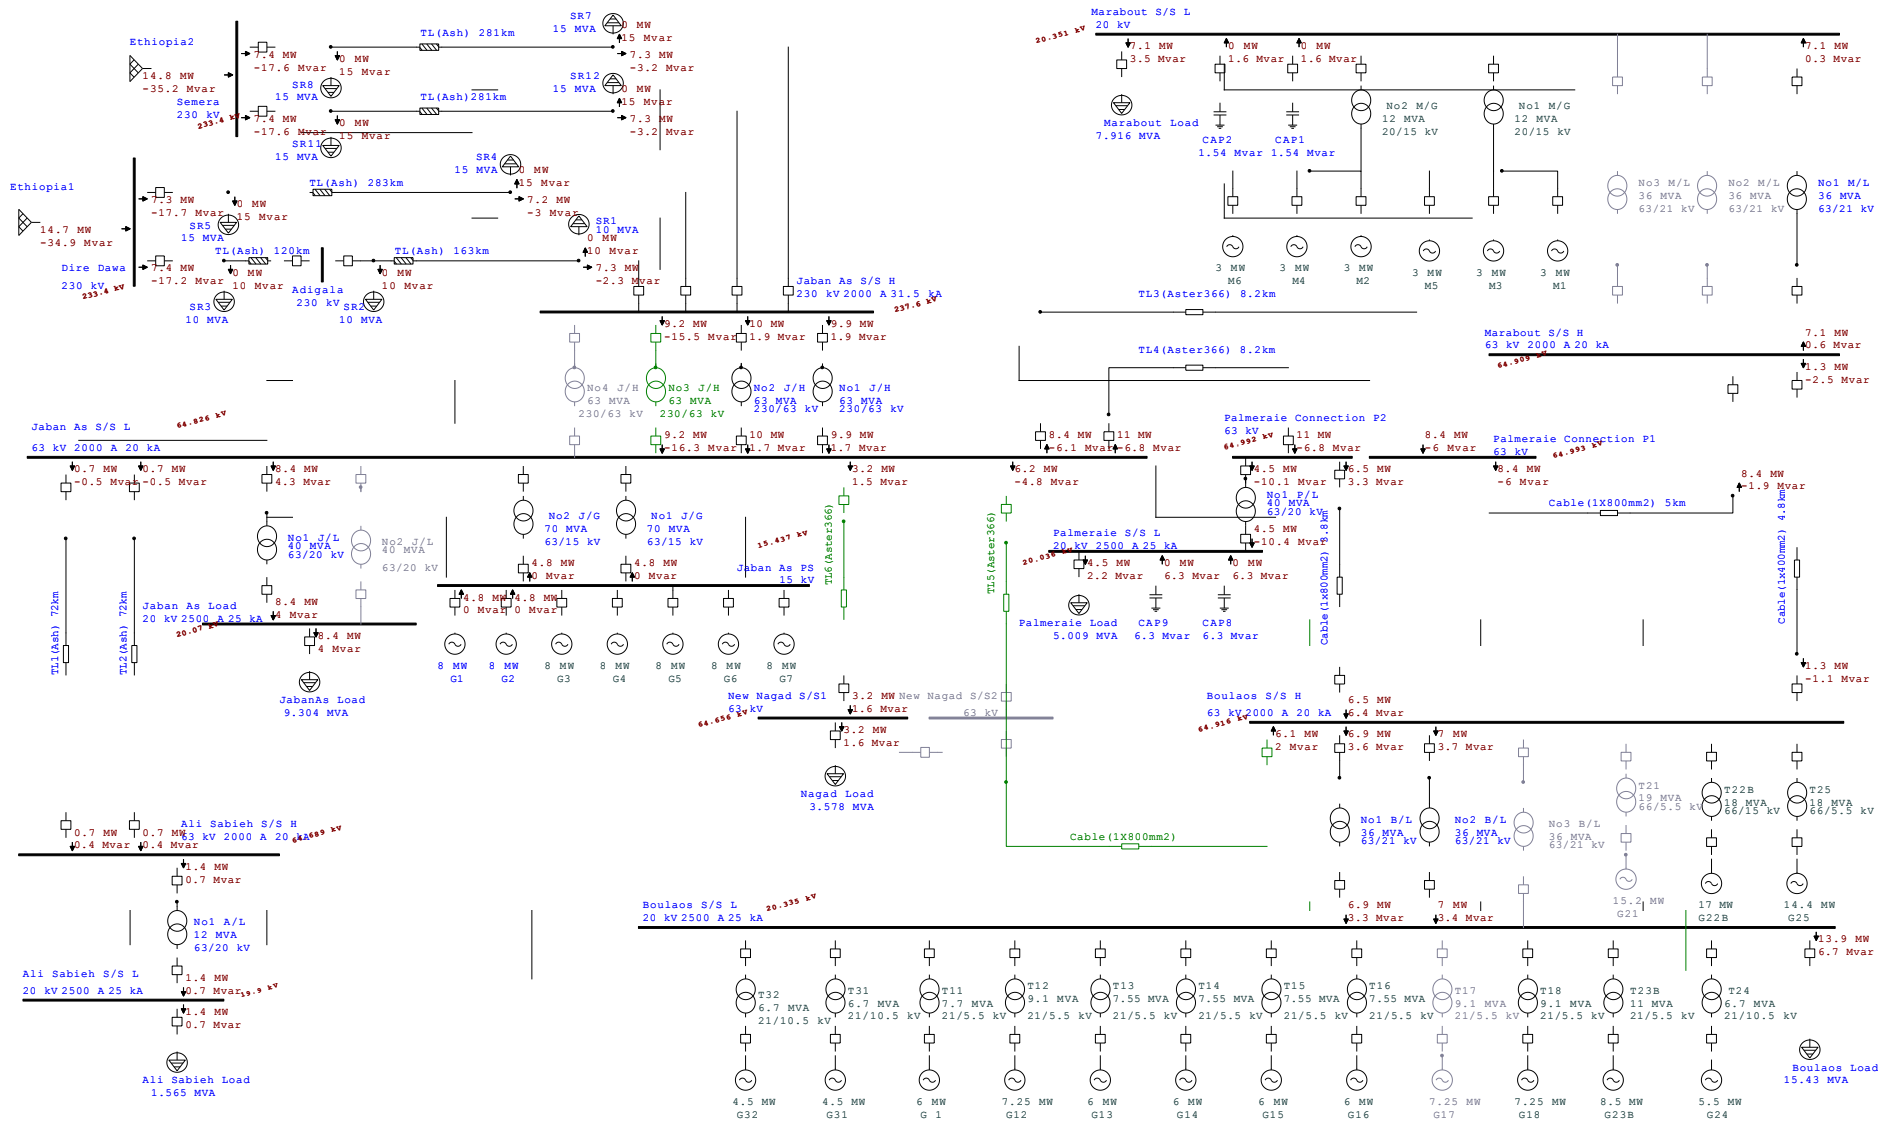 Ethiopia2
14.8 MW
-35.2 Mvar
Semera
230 kV
233.4 kV
7.4 MW
-17.6 Mvar
0 MW
15 Mvar
SR8
15 MVA
TL(Ash) 281km
SR7
15 MVA
0 MW
15 Mvar
7.3 MW
-3.2 Mvar
7.4 MW
-17.6 Mvar
0 MW
15 Mvar
SR11
15 MVA
TL(Ash)281km
SR12
15 MVA
0 MW
15 Mvar
7.3 MW
-3.2 Mvar
Ethiopia1
14.7 MW
-34.9 Mvar
Dire Dawa
230 kV
233.4 kV
7.3 MW
-17.7 Mvar
0 MW
15 Mvar
SR5
15 MVA
TL(Ash) 283km
SR4
15 MVA
0 MW
15 Mvar
7.2 MW
-3 Mvar
7.4 MW
-17.2 Mvar
TL(Ash) 120km
0 MW
10 Mvar
SR3
10 MVA
Adigala
230 kV
TL(Ash) 163km
0 MW
10 Mvar
SR2
10 MVA
SR1
10 MVA
0 MW
10 Mvar
7.3 MW
-2.3 Mvar
Jaban As S/S H
230 kV 2000 A 31.5 kA
237.6 kV
9.2 MW
-15.5 Mvar
10 MW
1.9 Mvar
9.9 MW
1.9 Mvar
No4 J/H
63 MVA
230/63 kV
No3 J/H
63 MVA
230/63 kV
No2 J/H
63 MVA
230/63 kV
No1 J/H
63 MVA
230/63 kV
9.2 MW
-16.3 Mvar
10 MW
1.7 Mvar
9.9 MW
1.7 Mvar
Marabout S/S L
20 kV
20.351 kV
7.1 MW
3.5 Mvar
0 MW
1.6 Mvar
0 MW
1.6 Mvar
7.1 MW
0.3 Mvar
Marabout Load
7.916 MVA
CAP2
1.54 Mvar
CAP1
1.54 Mvar
No2 M/G
12 MVA
20/15 kV
No1 M/G
12 MVA
20/15 kV
No3 M/L
36 MVA
63/21 kV
No2 M/L
36 MVA
63/21 kV
No1 M/L
36 MVA
63/21 kV
3 MW
M6
3 MW
M4
3 MW
M2
3 MW
M5
3 MW
M3
3 MW
M1
TL3(Aster366) 8.2km
TL4(Aster366) 8.2km
Marabout S/S H
63 kV 2000 A 20 kA
64.909 kV
7.1 MW
0.6 Mvar
1.3 MW
-2.5 Mvar
Jaban As S/S L
63 kV 2000 A 20 kA
64.826 kV
0.7 MW
-0.5 Mvar
0.7 MW
-0.5 Mvar
8.4 MW
4.3 Mvar
3.2 MW
1.5 Mvar
6.2 MW
-4.8 Mvar
8.4 MW
-6.1 Mvar
11 MW
-6.8 Mvar
Palmeraie Connection P2
63 kV
64.992 kV
11 MW
-6.8 Mvar
8.4 MW
-6 Mvar
Palmeraie Connection P1
63 kV
64.993 kV
8.4 MW
-6 Mvar
4.5 MW
-10.1 Mvar
6.5 MW
3.3 Mvar
No1 P/L
40 MVA
63/20 kV
4.5 MW
-10.4 Mvar
8.4 MW
-1.9 Mvar
Cable(1X800mm2) 5km
Cable(1x800mm2) 3.8km
Cable(1x400mm2) 4.8km
Palmeraie S/S L
20 kV 2500 A 25 kA
20.036 kV
4.5 MW
2.2 Mvar
0 MW
6.3 Mvar
0 MW
6.3 Mvar
Palmeraie Load
5.009 MVA
CAP9
6.3 Mvar
CAP8
6.3 Mvar
No1 J/L
40 MVA
63/20 kV
No2 J/L
40 MVA
63/20 kV
No2 J/G
70 MVA
63/15 kV
No1 J/G
70 MVA
63/15 kV
4.8 MW
0 Mvar
4.8 MW
0 Mvar
Jaban As PS
15 kV
15.437 kV
4.8 MW
0 Mvar
4.8 MW
0 Mvar
8 MW
G1
8 MW
G2
8 MW
G3
8 MW
G4
8 MW
G5
8 MW
G6
8 MW
G7
TL6(Aster366)
TL5(Aster366)
TL1(Ash) 72km
TL2(Ash) 72km
8.4 MW
4 Mvar
Jaban As Load
20 kV 2500 A 25 kA
20.07 kV
8.4 MW
4 Mvar
JabanAs Load
9.304 MVA
New Nagad S/S1
63 kV
64.656 kV
3.2 MW
1.6 Mvar
3.2 MW
1.6 Mvar
Nagad Load
3.578 MVA
New Nagad S/S2
63 kV
Cable(1X800mm2)
1.3 MW
-1.1 Mvar
Boulaos S/S H
63 kV 2000 A 20 kA
64.916 kV
6.5 MW
6.4 Mvar
6.1 MW
2 Mvar
6.9 MW
3.6 Mvar
7 MW
3.7 Mvar
No1 B/L
36 MVA
63/21 kV
No2 B/L
36 MVA
63/21 kV
No3 B/L
36 MVA
63/21 kV
T21
19 MVA
66/5.5 kV
15.2 MW
G21
T22B
18 MVA
66/15 kV
17 MW
G22B
T25
18 MVA
66/5.5 kV
14.4 MW
G25
6.9 MW
3.3 Mvar
7 MW
3.4 Mvar
Ali Sabieh S/S H
63 kV 2000 A 20 kA
64.689 kV
0.7 MW
0.4 Mvar
0.7 MW
0.4 Mvar
1.4 MW
0.7 Mvar
No1 A/L
12 MVA
63/20 kV
1.4 MW
0.7 Mvar
Ali Sabieh S/S L
20 kV 2500 A 25 kA
19.9 kV
1.4 MW
0.7 Mvar
Ali Sabieh Load
1.565 MVA
Boulaos S/S L
20 kV 2500 A 25 kA
20.335 kV
13.9 MW
6.7 Mvar
Boulaos Load
15.43 MVA
T32
6.7 MVA
21/10.5 kV
T31
6.7 MVA
21/10.5 kV
T11
7.7 MVA
21/5.5 kV
T12
9.1 MVA
21/5.5 kV
T13
7.55 MVA
21/5.5 kV
T14
7.55 MVA
21/5.5 kV
T15
7.55 MVA
21/5.5 kV
T16
7.55 MVA
21/5.5 kV
T17
9.1 MVA
21/5.5 kV
T18
9.1 MVA
21/5.5 kV
T23B
11 MVA
21/5.5 kV
T24
6.7 MVA
21/10.5 kV
4.5 MW
G32
4.5 MW
G31
6 MW
G 1
7.25 MW
G12
6 MW
G13
6 MW
G14
6 MW
G15
6 MW
G16
7.25 MW
G17
7.25 MW
G18
8.5 MW
G23B
5.5 MW
G24